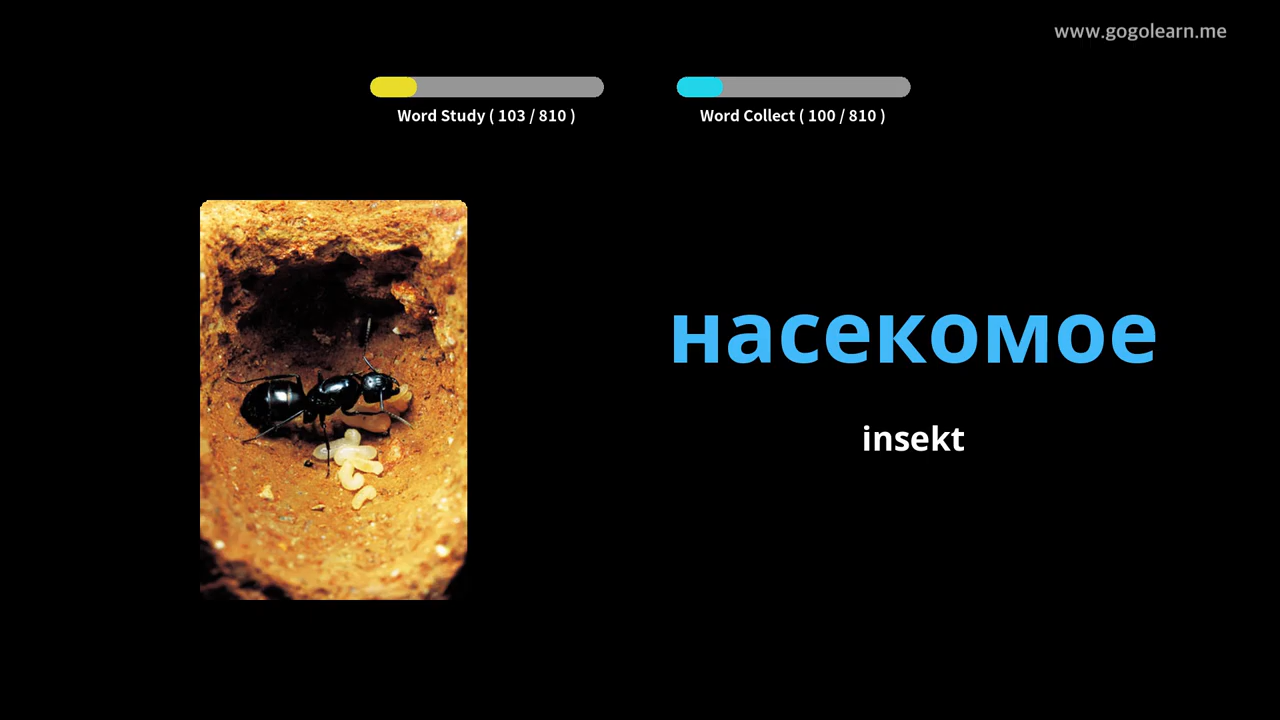 www.gogolearn.me
Word Study ( 103 / 810 )
Word Collect ( 100 / 810 )
насекомое
insekt